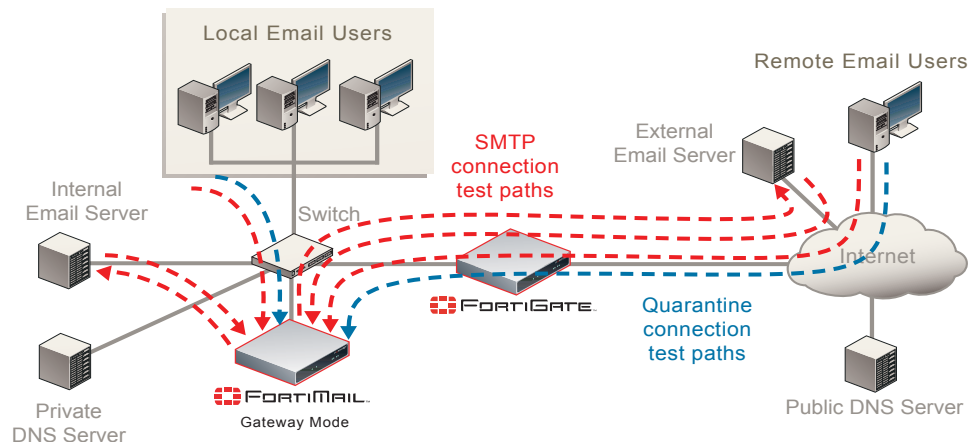 Local Email Users
Remote Email Users
SMTP
connection
test paths
External
Email Server
Internal
Email Server
Switch
Internet
FORTIGATE
Quarantine
connection
test paths
FORTIMAIL
Gateway Mode
Private
DNS Server
Public DNS Server